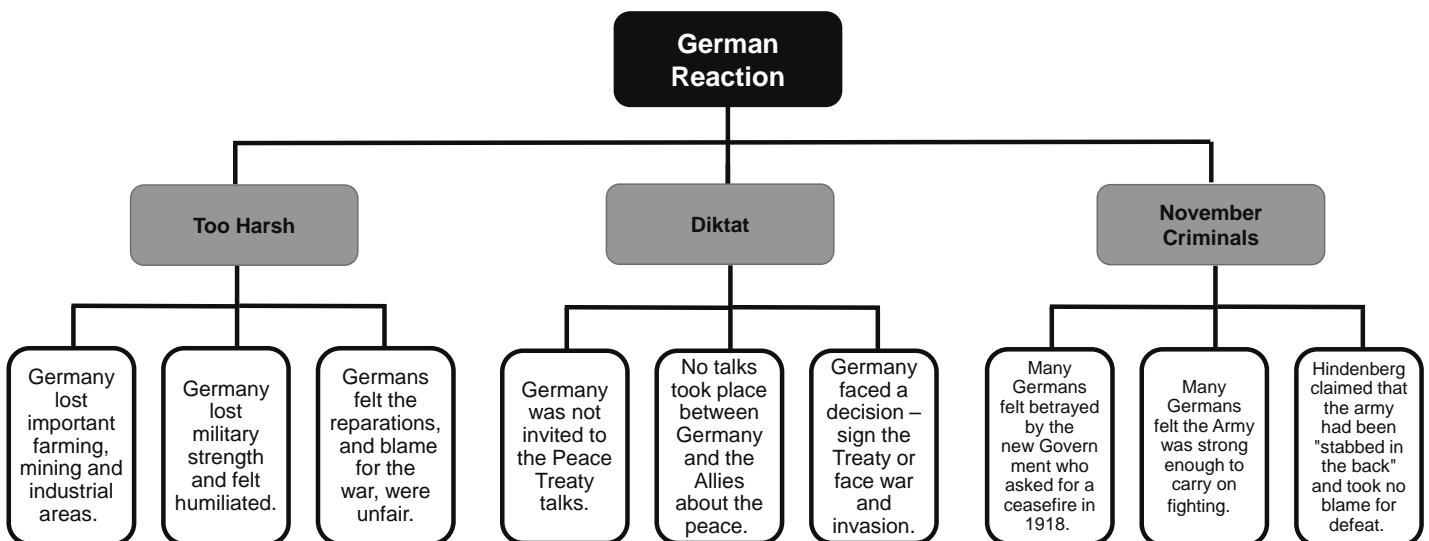 German
Reaction
Too Harsh
Diktat
November
Criminals
Germany
lost
important
farming,
mining and
industrial
areas.
Germany
lost
military
strength
and felt
humiliated.
Germans
felt the
reparations,
and blame
for the
war, were
unfair.
Germany
was not
invited to
the Peace
Treaty
talks.
No talks
took place
between
Germany
and the
Allies
about the
peace.
Germany
faced a
decision –
sign the
Treaty or
face war
and
invasion.
Many
Germans
felt betrayed
by the
new Govern
ment who
asked for a
ceasefire in
1918.
Many
Germans
felt the Army
was strong
enough to
carry on
fighting.
Hindenberg
claimed that
the army
had been
"stabbed in
the back"
and took no
blame for
defeat.